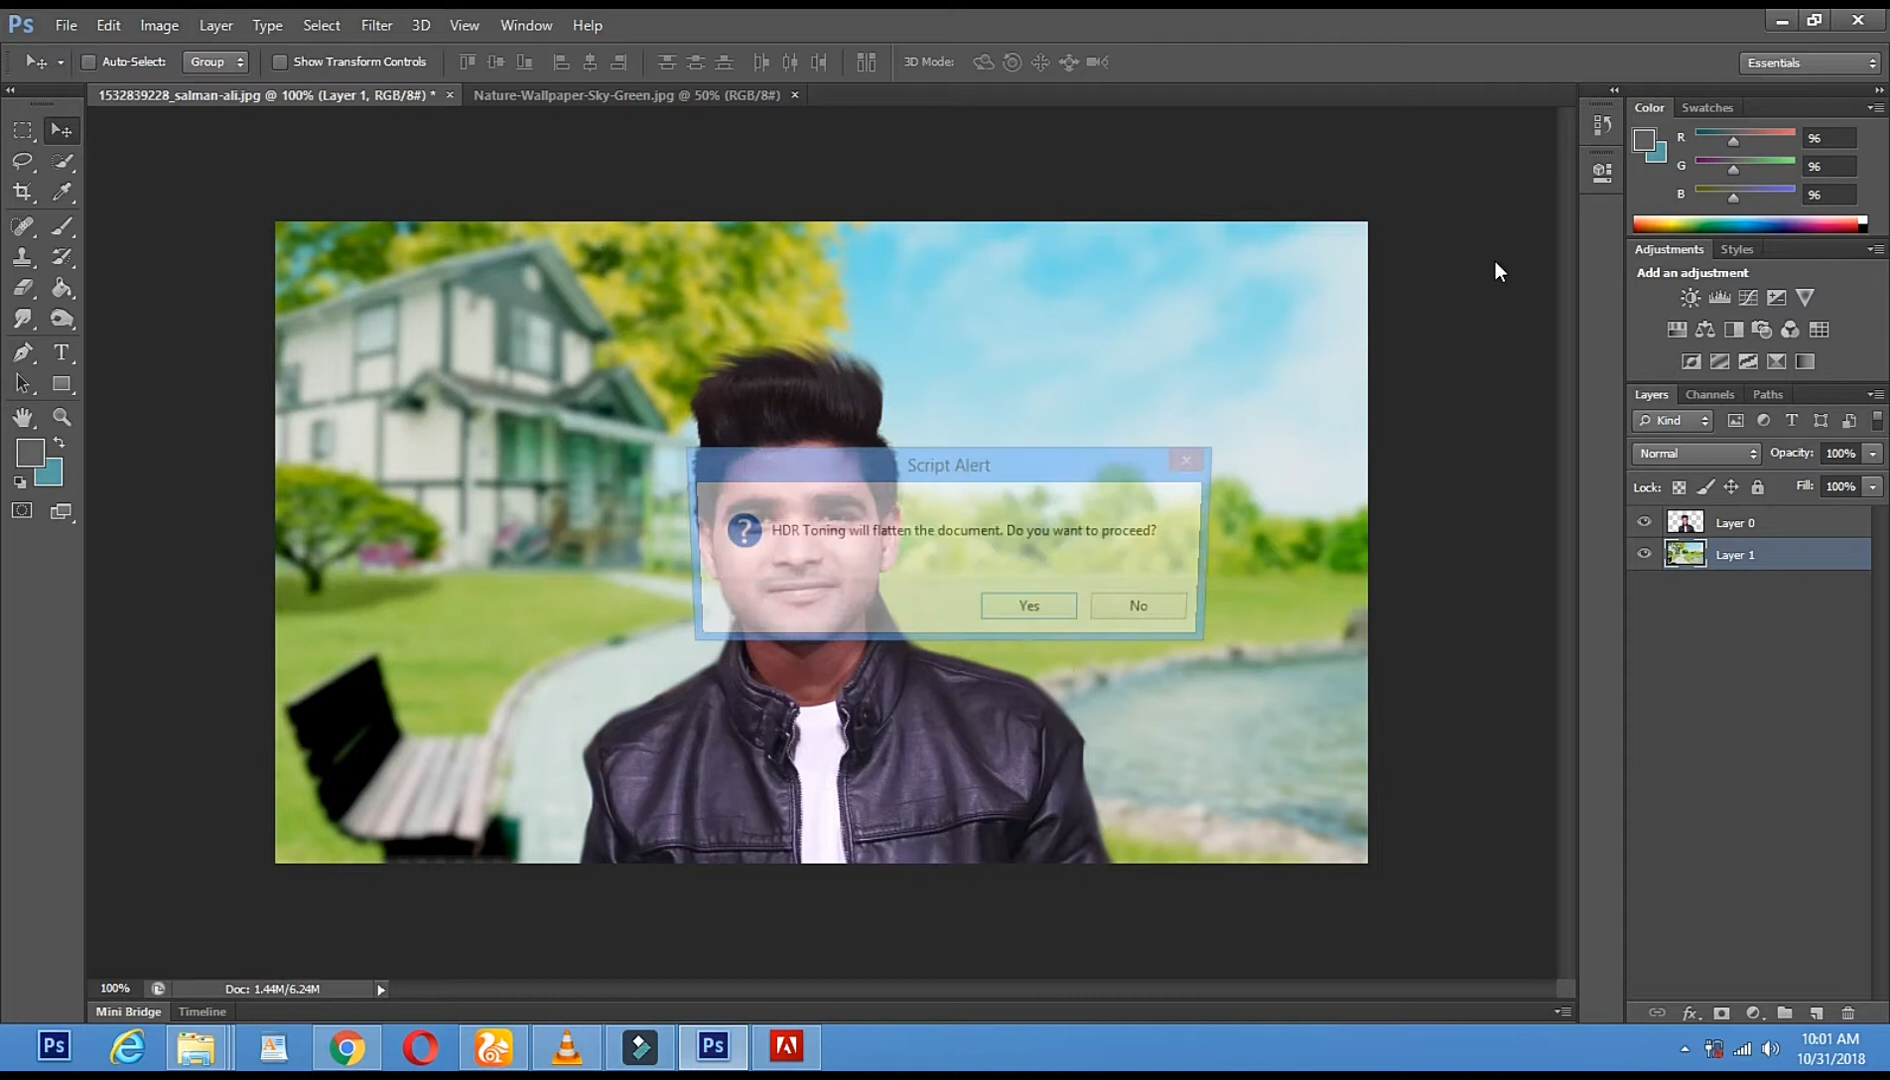 Ps File Edit Image Layer Type Select Filter 3D View Window Help
Auto-Select: Group Show Transform Controls 3D Mode: Essentials
1532839228_salman-ali.jpg @ 100% (Layer 1, RGB/8#) * × Nature-Wallpaper-Sky-Green.jpg @ 50% (RGB/8#) ×
Color Swatches
R 96
G 96
B 96
Adjustments Styles
Add an adjustment
Layers Channels Paths
Kind
Normal Opacity: 100%
Lock: Fill: 100%
Layer 0
Layer 1
Script Alert
HDR Toning will flatten the document. Do you want to proceed?
Yes No
100% Doc: 1.44M/6.24M
Mini Bridge Timeline
Ps Ps
10:01 AM
10/31/2018